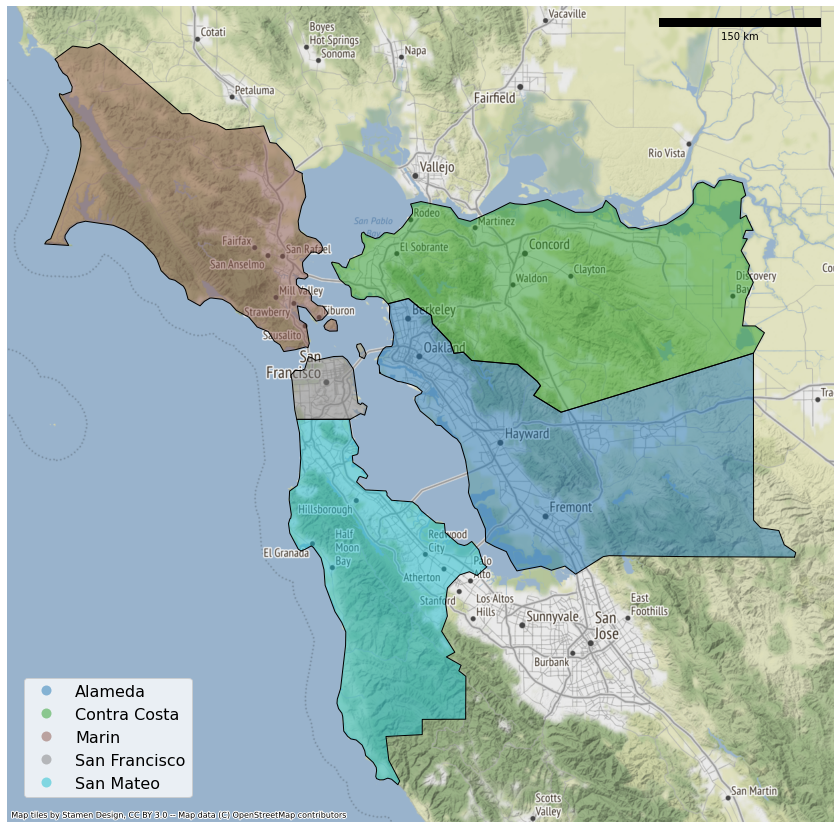 Vacaville
Cotati
Boyes
Hot-Springs
Sonoma
Napa
150 km
Petaluma
Fairfield
Rio Vista
Vallejo
San Pablo
Bay
Rodeo
Martinez
Fairfax
San Rafael
San Anselmo
El Sobrante
Concord
Waldon
Clayton
Discovery
Bay
Mill Valley
Strawberry
Tiburon
Sausalito
Berkeley
Oakland
San
Francisco
Tra
Hayward
Hillsborough
Fremont
El Granada
Half
Moon
Bay
Redwood
City
Palo
Alto
Atherton
Stanford
Los Altos
Hills
Sunnyvale
San
Jose
East
Foothills
Burbank
Alameda
Contra Costa
Marin
San Francisco
San Mateo
San Martin
Scotts
Valley
Map tiles by Stamen Design, CC BY 3.0 -- Map data (C) OpenStreetMap contributors